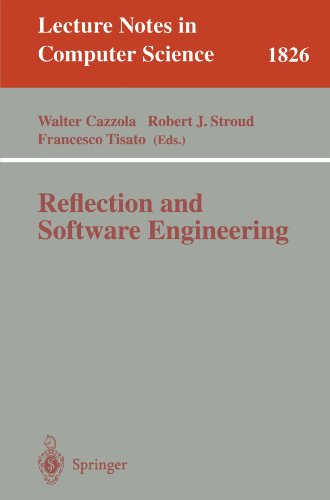 Lecture Notes in
Computer Science 1826
Walter Cazzola Robert J. Stroud
Francesco Tisato (Eds.)
Reflection and
Software Engineering
Springer